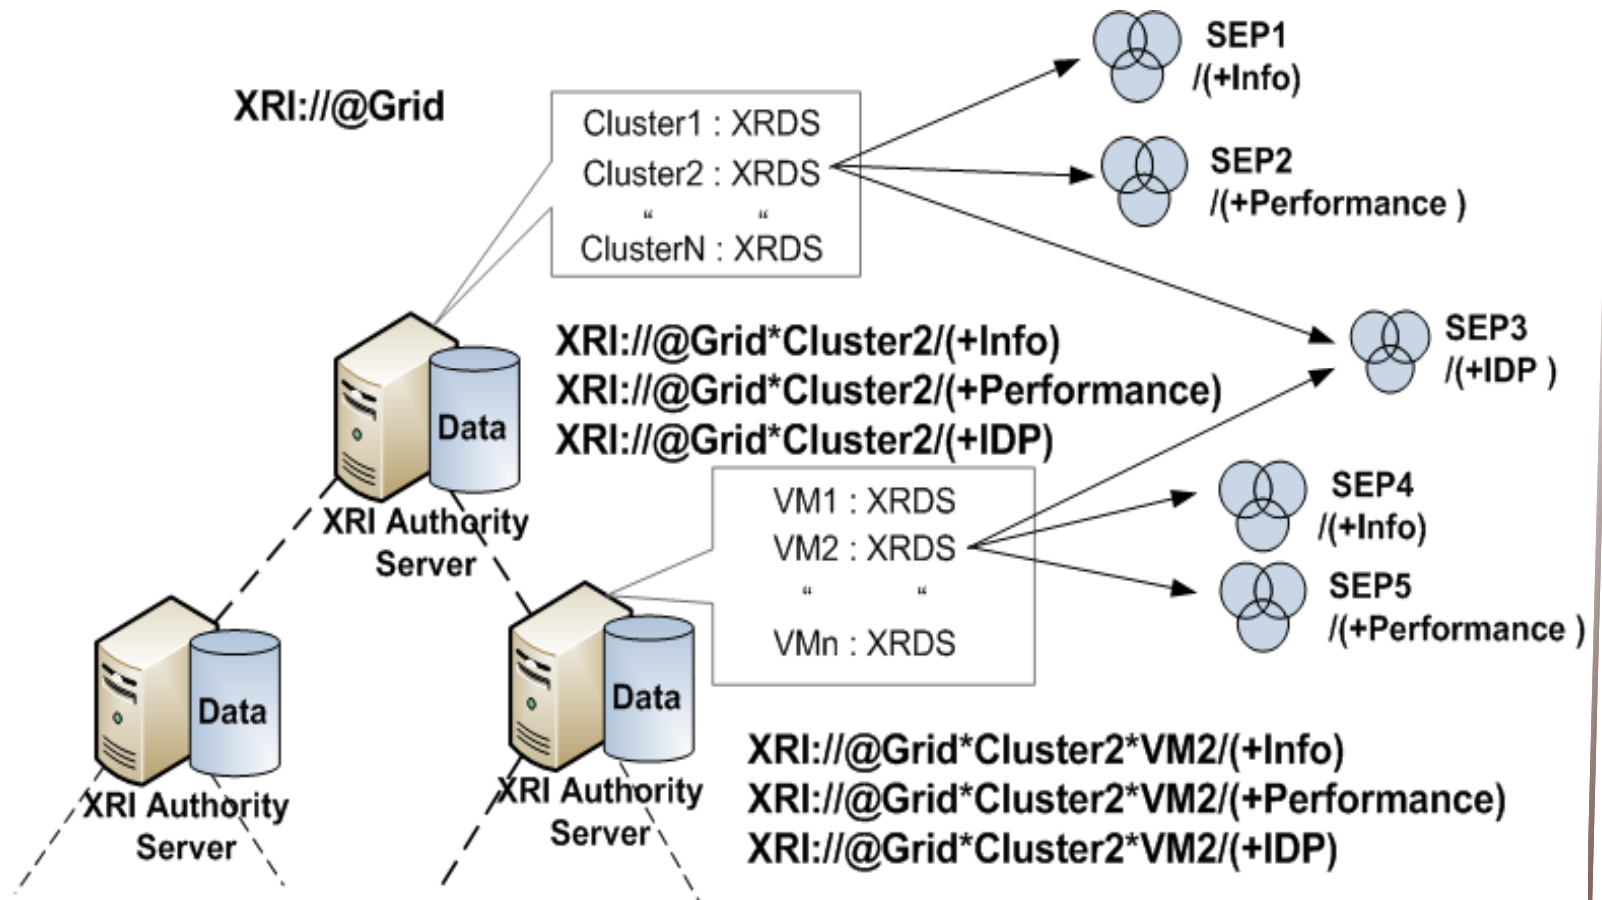 XRI://@Grid
Cluster1 : XRDS
Cluster2 : XRDS
“ “
ClusterN : XRDS
SEP1
/(+Info)
SEP2
/(+Performance )
SEP3
/(+IDP )
XRI://@Grid*Cluster2/(+Info)
XRI://@Grid*Cluster2/(+Performance)
XRI://@Grid*Cluster2/(+IDP)
Data
XRI Authority
Server
VM1 : XRDS
VM2 : XRDS
“ “
VMn : XRDS
SEP4
/(+Info)
SEP5
/(+Performance )
Data
XRI Authority
Server
Data
XRI Authority
Server
XRI://@Grid*Cluster2*VM2/(+Info)
XRI://@Grid*Cluster2*VM2/(+Performance)
XRI://@Grid*Cluster2*VM2/(+IDP)